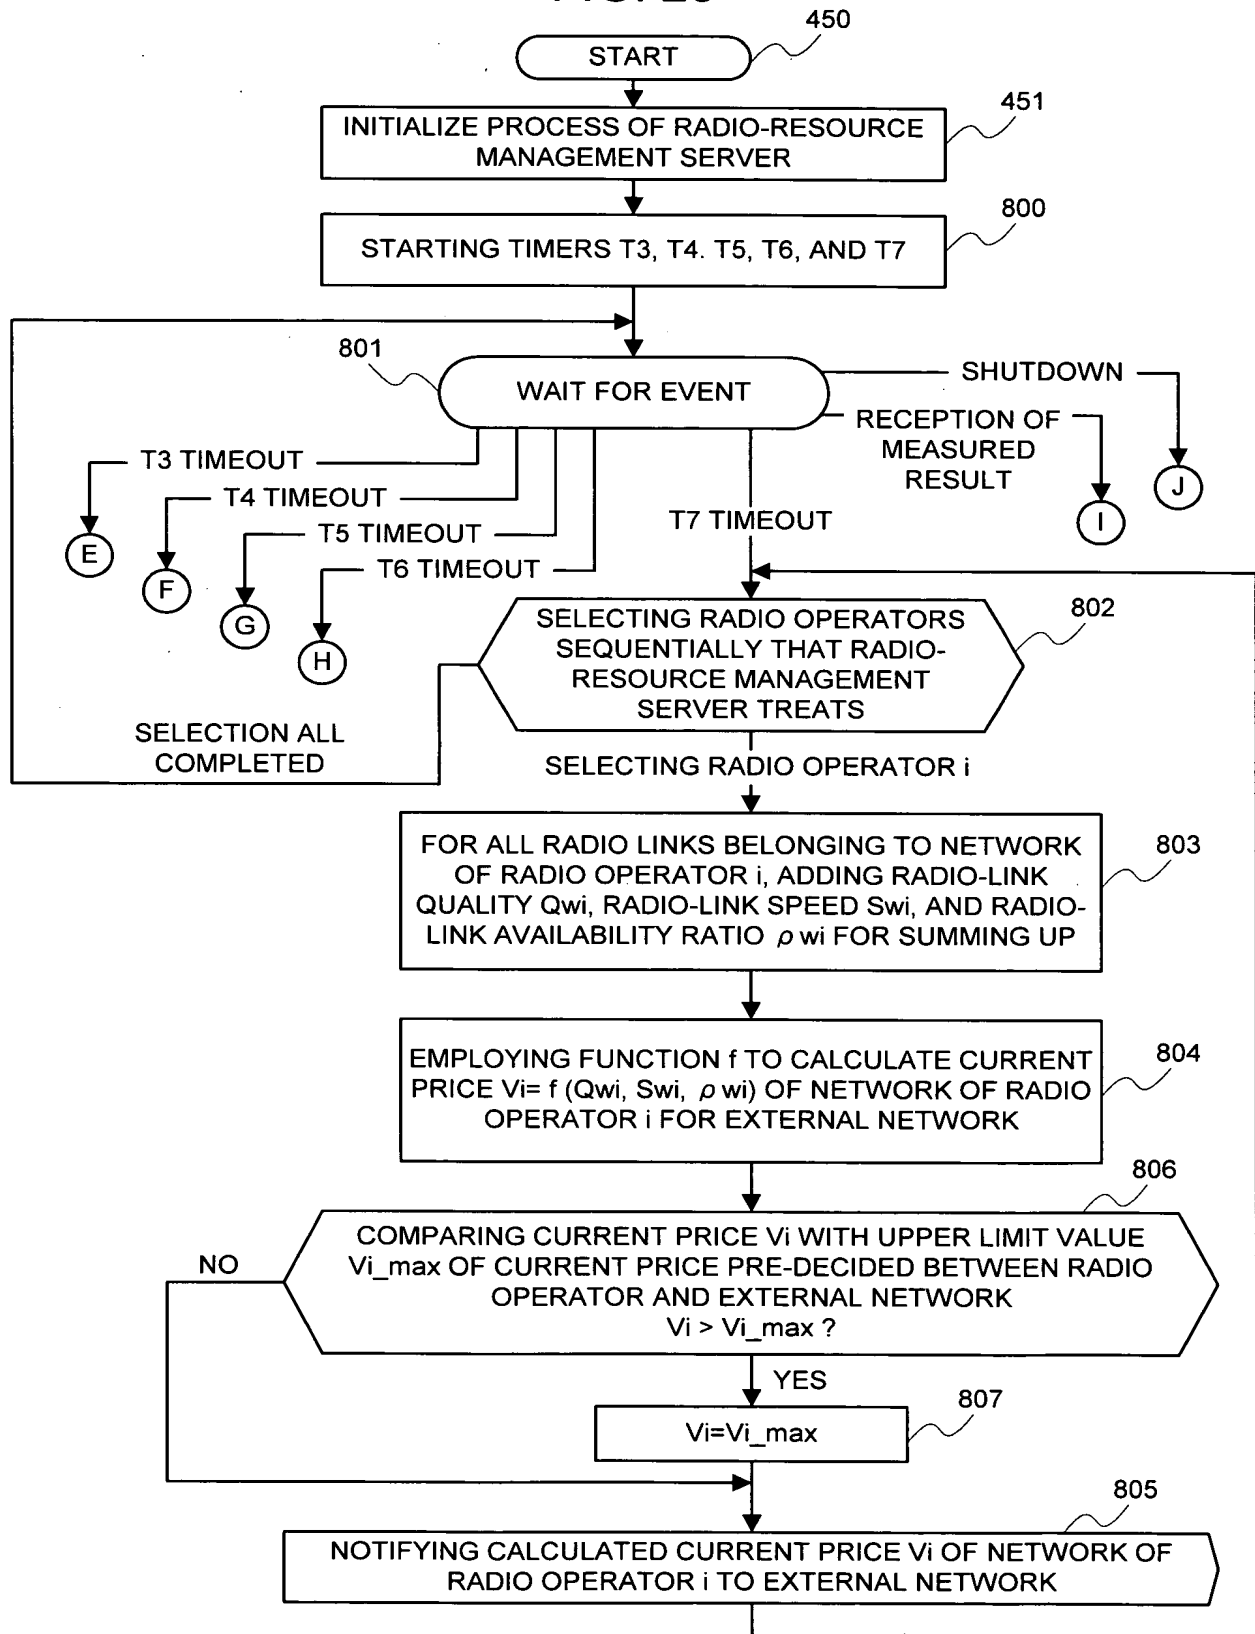 450
START
451
INITIALIZE PROCESS OF RADIO-RESOURCE
MANAGEMENT SERVER
800
STARTING TIMERS T3, T4. T5, T6, AND T7
801
WAIT FOR EVENT
SHUTDOWN
RECEPTION OF
MEASURED
RESULT
J
I
T3 TIMEOUT
T4 TIMEOUT
T5 TIMEOUT
T6 TIMEOUT
T7 TIMEOUT
E
F
G
H
802
SELECTING RADIO OPERATORS
SEQUENTIALLY THAT RADIO-
RESOURCE MANAGEMENT
SERVER TREATS
SELECTION ALL
COMPLETED
SELECTING RADIO OPERATOR i
803
FOR ALL RADIO LINKS BELONGING TO NETWORK
OF RADIO OPERATOR i, ADDING RADIO-LINK
QUALITY Qwi, RADIO-LINK SPEED Swi, AND RADIO-
LINK AVAILABILITY RATIO ρ wi FOR SUMMING UP
804
EMPLOYING FUNCTION f TO CALCULATE CURRENT
PRICE Vi= f (Qwi, Swi, ρ wi) OF NETWORK OF RADIO
OPERATOR i FOR EXTERNAL NETWORK
806
COMPARING CURRENT PRICE Vi WITH UPPER LIMIT VALUE
Vi_max OF CURRENT PRICE PRE-DECIDED BETWEEN RADIO
OPERATOR AND EXTERNAL NETWORK
Vi > Vi_max ?
NO
YES
807
Vi=Vi_max
805
NOTIFYING CALCULATED CURRENT PRICE Vi OF NETWORK OF
RADIO OPERATOR i TO EXTERNAL NETWORK